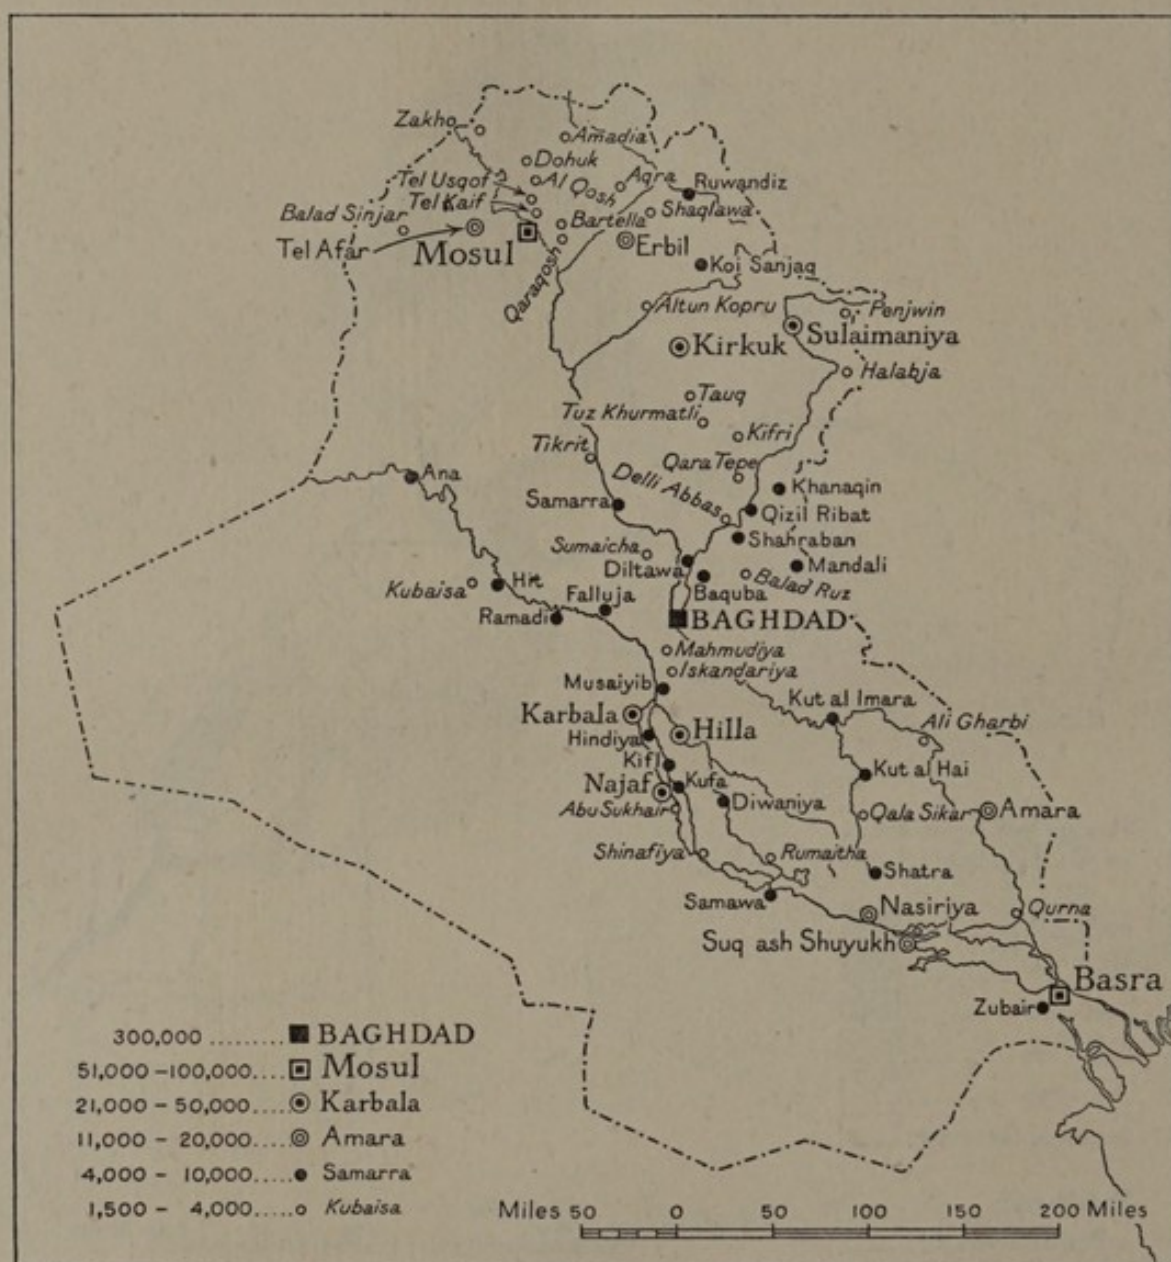 Zakho
Amadia
Dohuk
Tel Usqof
Al Qosh
Aqra
Ruwandiz
Tel Kaif
Balad Sinjar
Bartella
Shaqlawa
Tel Afar
Mosul
Erbil
Qaraqosh
Koi Sanjaq
Altun Kopru
Penjwin
Kirkuk
Sulaimaniya
Halabja
Tauq
Tuz Khurmatli
Kifri
Tikrit
Qara Tepe
Ana
Delli Abbas
Khanaqin
Samarra
Qizil Ribat
Shahraban
Sumaicha
Diltawa
Mandali
Kubaisa
Hit
Falluja
Baquba
Balad Ruz
Ramadi
BAGHDAD
Mahmudiya
Iskandariya
Musaiyib
Kut al Imara
Karbala
Hilla
Ali Gharbi
Hindiya
Kifl
Kut al Hai
Najaf
Kufa
Abu Sukhair
Diwaniya
Qala Sikar
Amara
Shinafiya
Rumaitha
Shatra
Samawa
Nasiriya
Qurna
Suq ash Shuyukh
Basra
Zubair
300,000 ......... BAGHDAD
51,000 - 100,000.... Mosul
21,000 - 50,000.... Karbala
11,000 - 20,000.... Amara
4,000 - 10,000..... Samarra
1,500 - 4,000..... Kubaisa
Miles 50 0 50 100 150 200 Miles